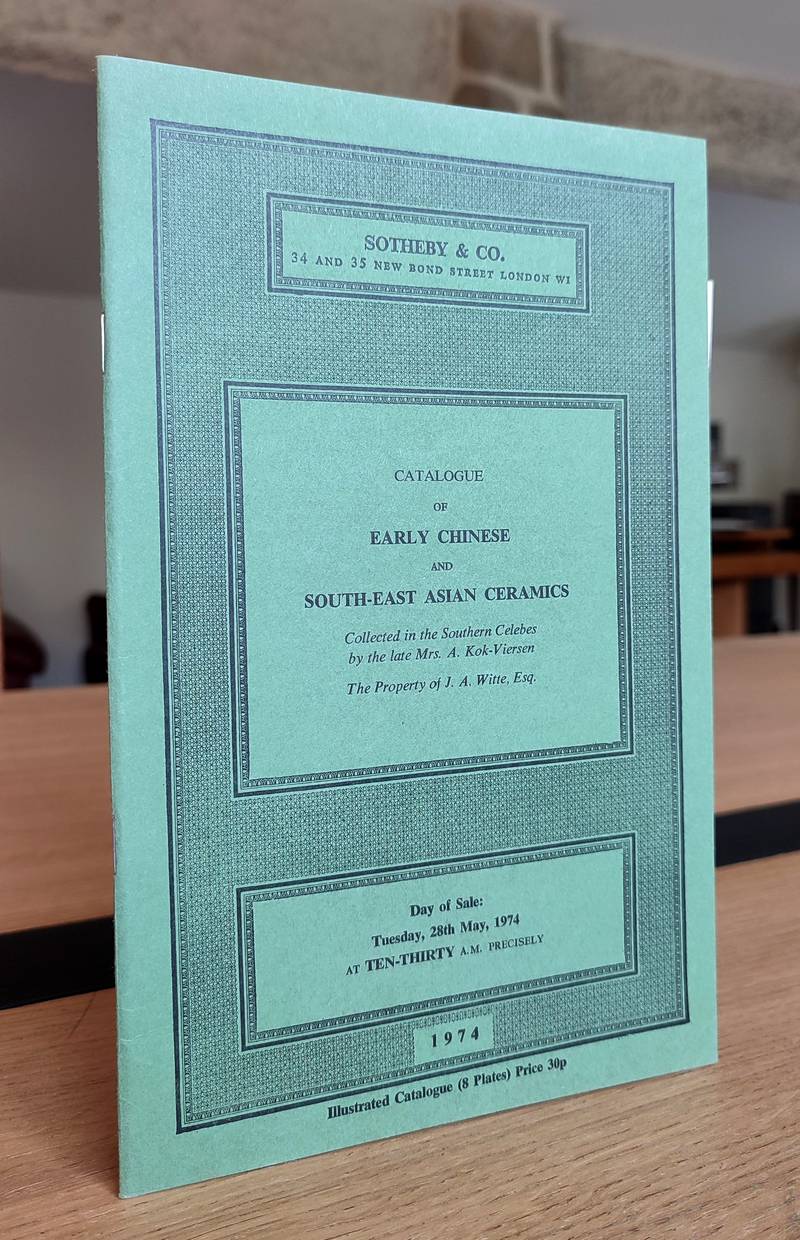 SOTHEBY & CO.
34 AND 35 NEW BOND STREET LONDON W1
CATALOGUE
OF
EARLY CHINESE
AND
SOUTH-EAST ASIAN CERAMICS
Collected in the Southern Celebes
by the late Mrs. A. Kok-Viersen
The Property of J. A. Witte, Esq.
Day of Sale:
Tuesday, 28th May, 1974
AT TEN-THIRTY A.M. PRECISELY
1974
Illustrated Catalogue (8 Plates) Price 30p